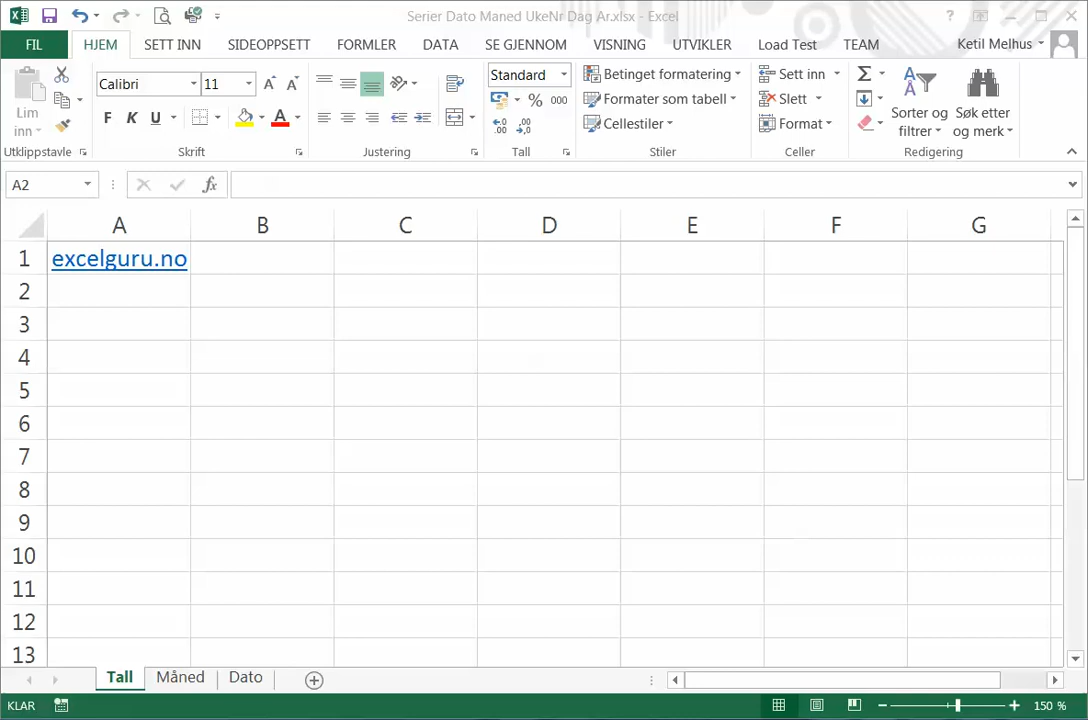 Serier Dato Maned UkeNr Dag Ar.xlsx - Excel
FIL HJEM SETT INN SIDEOPPSETT FORMLER DATA SE GJENNOM VISNING UTVIKLER Load Test TEAM Ketil Melhus
Lim inn
Utklippstavle
Calibri 11
F K U A
Skrift
Justering
Standard
% 000
Tall
Betinget formatering
Formater som tabell
Cellestiler
Stiler
Sett inn
Slett
Format
Celler
Sorter og filtrer
Søk etter og merk
Redigering
A2 fx
A B C D E F G
1 excelguru.no
2
3
4
5
6
7
8
9
10
11
12
13
Tall Måned Dato
KLAR 150 %